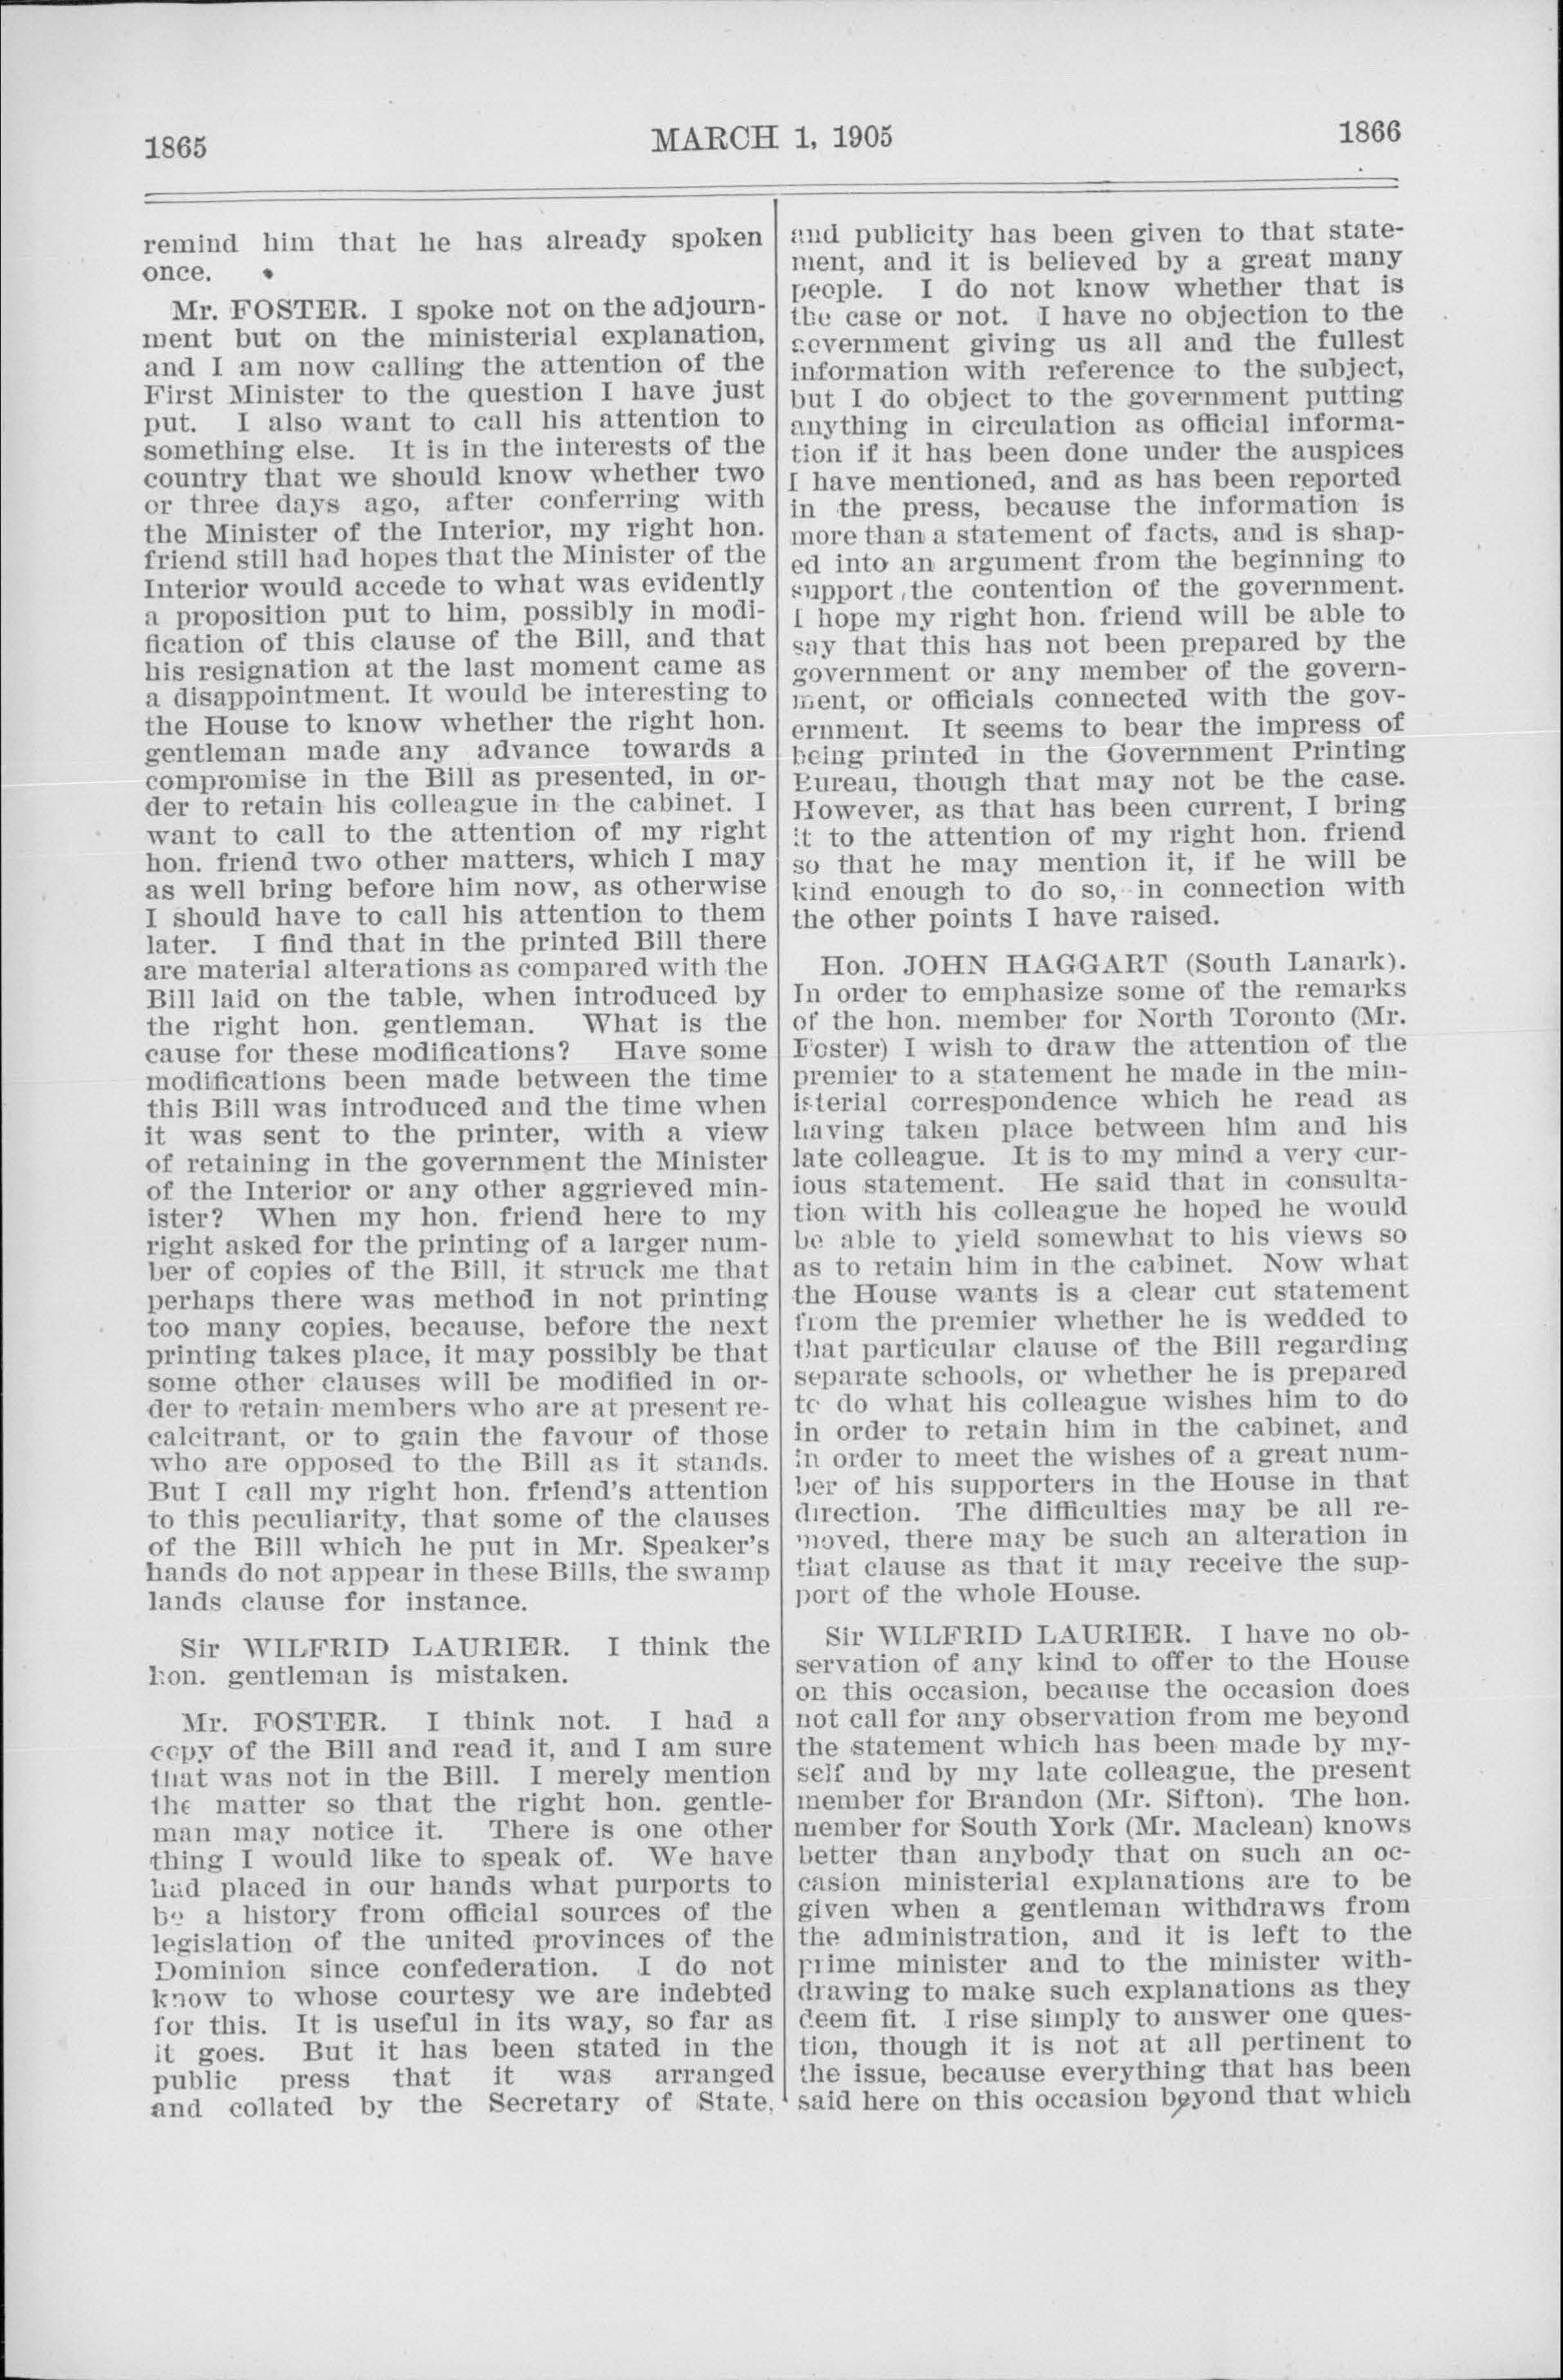 1865
MARCH 1, 1905
1866
remind him that he has already spoken
once.
Mr. FOSTER. I spoke not on the adjourn-
ment but on the ministerial explanation,
and I am now calling the attention of the
First Minister to the question I have just
put. I also want to call his attention to
something else. It is in the interests of the
country that we should know whether two
or three days ago, after conferring with
the Minister of the Interior, my right hon.
friend still had hopes that the Minister of the
Interior would accede to what was evidently
a proposition put to him, possibly in modi-
fication of this clause of the Bill, and that
his resignation at the last moment came as
a disappointment. It would be interesting to
the House to know whether the right hon.
gentleman made any advance towards a
compromise in the Bill as presented, in or-
der to retain his colleague in the cabinet. I
want to call to the attention of my right
hon. friend two other matters, which I may
as well bring before him now, as otherwise
I should have to call his attention to them
later. I find that in the printed Bill there
are material alterations as compared with the
Bill laid on the table, when introduced by
the right hon. gentleman. What is the
cause for these modifications? Have some
modifications been made between the time
this Bill was introduced and the time when
it was sent to the printer, with a view
of retaining in the government the Minister
of the Interior or any other aggrieved min-
ister? When my hon. friend here to my
right asked for the printing of a larger num-
ber of copies of the Bill, it struck me that
perhaps there was method in not printing
too many copies, because, before the next
printing takes place, it may possibly be that
some other clauses will be modified in or-
der to retain members who are at present re-
calcitrant, or to gain the favour of those
who are opposed to the Bill as it stands.
But I call my right hon. friend's attention
to this peculiarity, that some of the clauses
of the Bill which he put in Mr. Speaker's
hands do not appear in these Bills, the swamp
lands clause for instance.
Sir WILFRID LAURIER. I think the
hon. gentleman is mistaken.
Mr. FOSTER. I think not. I had a
copy of the Bill and read it, and I am sure
that was not in the Bill. I merely mention
the matter so that the right hon. gentle-
man may notice it. There is one other
thing I would like to speak of. We have
had placed in our hands what purports to
be a history from official sources of the
legislation of the united provinces of the
Dominion since confederation. I do not
know to whose courtesy we are indebted
for this. It is useful in its way, so far as
it goes. But it has been stated in the
public press that it was arranged
and collated by the Secretary of State,
and publicity has been given to that state-
ment, and it is believed by a great many
people. I do not know whether that is
the case or not. I have no objection to the
government giving us all and the fullest
information with reference to the subject,
but I do object to the government putting
anything in circulation as official informa-
tion if it has been done under the auspices
I have mentioned, and as has been reported
in the press, because the information is
more than a statement of facts, and is shap-
ed into an argument from the beginning to
support the contention of the government.
I hope my right hon. friend will be able to
say that this has not been prepared by the
government or any member of the govern-
ment, or officials connected with the gov-
ernment. It seems to bear the impress of
being printed in the Government Printing
Bureau, though that may not be the case.
However, as that has been current, I bring
it to the attention of my right hon. friend
so that he may mention it, if he will be
kind enough to do so, in connection with
the other points I have raised.
Hon. JOHN HAGGART (South Lanark).
In order to emphasize some of the remarks
of the hon. member for North Toronto (Mr.
Foster) I wish to draw the attention of the
premier to a statement he made in the min-
isterial correspondence which he read as
having taken place between him and his
late colleague. It is to my mind a very cur-
ious statement. He said that in consulta-
tion with his colleague he hoped he would
be able to yield somewhat to his views so
as to retain him in the cabinet. Now what
the House wants is a clear cut statement
from the premier whether he is wedded to
that particular clause of the Bill regarding
separate schools, or whether he is prepared
to do what his colleague wishes him to do
in order to retain him in the cabinet, and
in order to meet the wishes of a great num-
ber of his supporters in the House in that
direction. The difficulties may be all re-
moved, there may be such an alteration in
that clause as that it may receive the sup-
port of the whole House.
Sir WILFRID LAURIER. I have no ob-
servation of any kind to offer to the House
on this occasion, because the occasion does
not call for any observation from me beyond
the statement which has been made by my-
self and by my late colleague, the present
member for Brandon (Mr. Sifton). The hon.
member for South York (Mr. Maclean) knows
better than anybody that on such an oc-
casion ministerial explanations are to be
given when a gentleman withdraws from
the administration, and it is left to the
prime minister and to the minister with-
drawing to make such explanations as they
deem fit. I rise simply to answer one ques-
tion, though it is not at all pertinent to
the issue, because everything that has been
said here on this occasion beyond that which